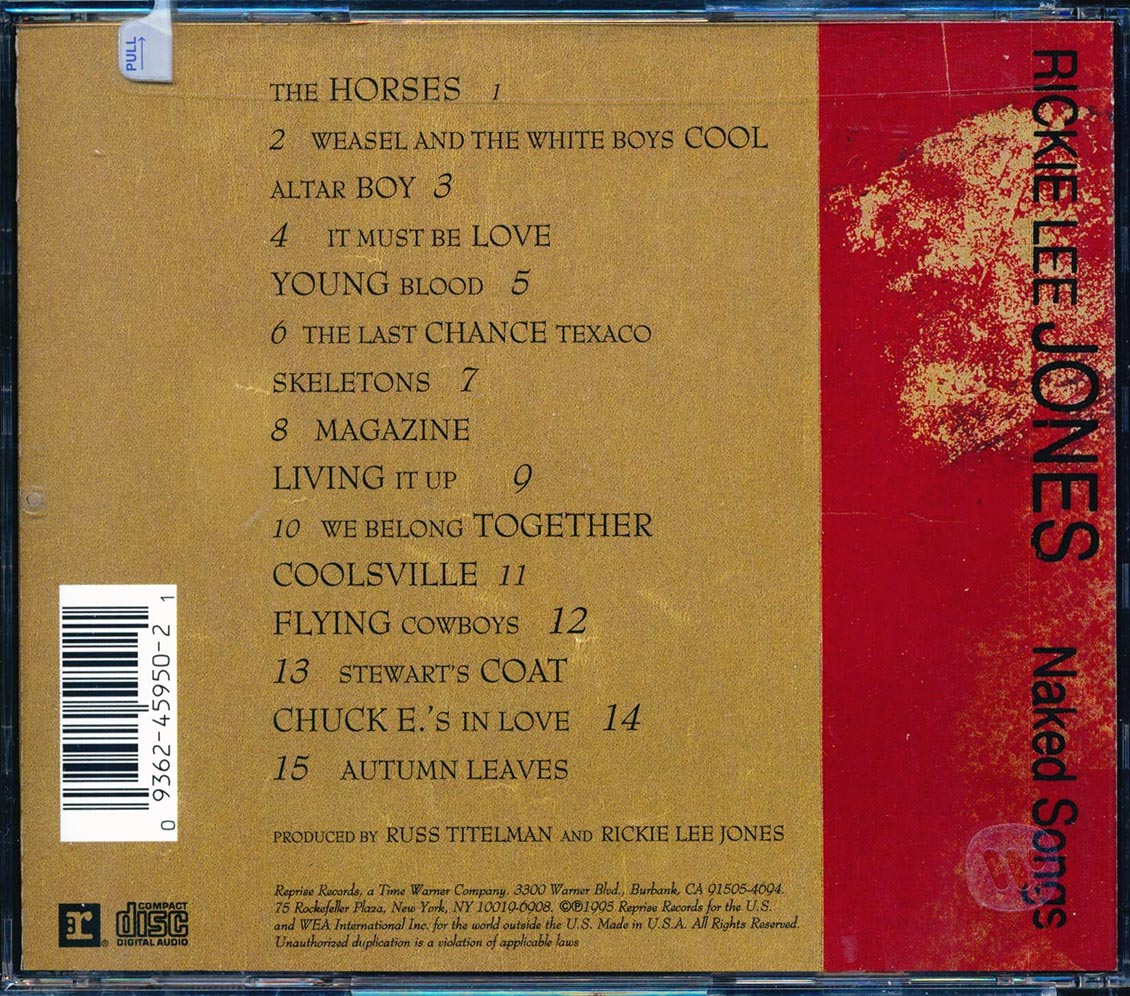 PULL
THE HORSES 1
2 WEASEL AND THE WHITE BOYS COOL
ALTAR BOY 3
4 IT MUST BE LOVE
YOUNG BLOOD 5
6 THE LAST CHANCE TEXACO
SKELETONS 7
8 MAGAZINE
LIVING IT UP 9
10 WE BELONG TOGETHER
COOLSVILLE 11
FLYING COWBOYS 12
13 STEWART'S COAT
CHUCK E.'S IN LOVE 14
15 AUTUMN LEAVES
PRODUCED BY RUSS TITELMAN AND RICKIE LEE JONES
Reprise Records, a Time Warner Company, 3300 Warner Blvd., Burbank, CA 91505-4694.
75 Rockefeller Plaza, New York, NY 10019-6908. ©℗1995 Reprise Records for the U.S.
and WEA International Inc. for the world outside the U.S. Made in U.S.A. All Rights Reserved.
Unauthorized duplication is a violation of applicable laws
0 9362-45950-2 1
r ®
COMPACT
disc
DIGITAL AUDIO
RICKIE LEE JONES Naked Songs